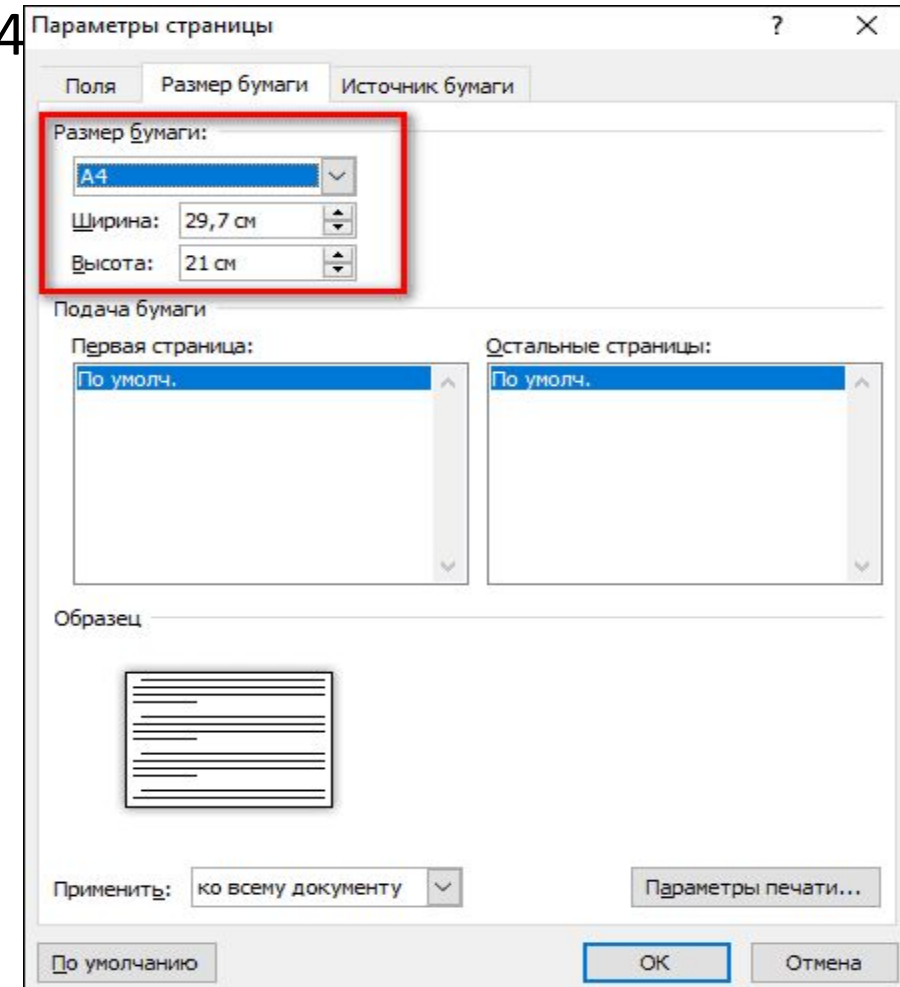 4
Параметры страницы ?
Поля Размер бумаги Источник бумаги
Размер бумаги:
A4
Ширина: 29,7 см
Высота: 21 см
Подача бумаги
Первая страница: Остальные страницы:
По умолч. По умолч.
Образец
Применить: ко всему документу Параметры печати...
По умолчанию ОК Отмена